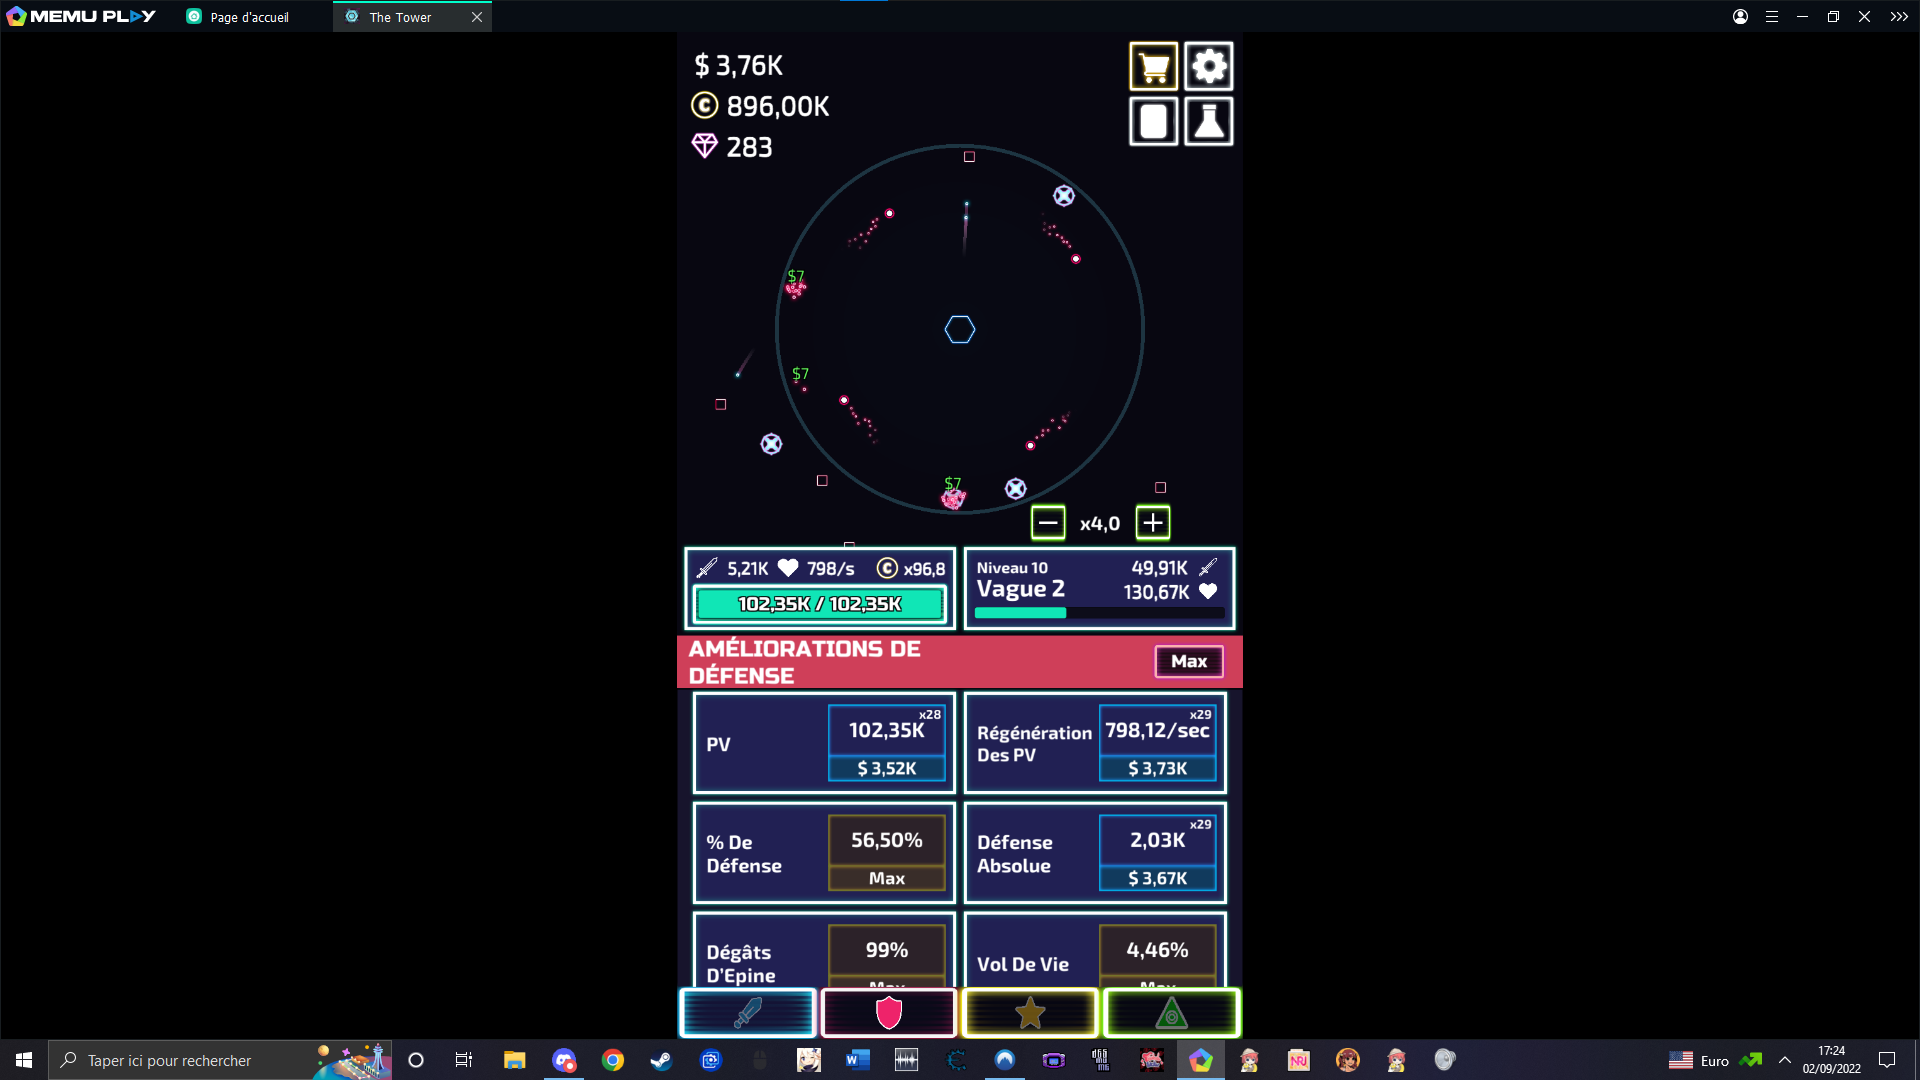 MEMU PLAY
Page d'accueil
The Tower
$ 3,76K
896,00K
283
$7
$7
$7
x4,0
5,21K
798/s
x96,8
102,35K / 102,35K
Niveau 10
Vague 2
49,91K
130,67K
AMÉLIORATIONS DE
DÉFENSE
Max
PV
x28
102,35K
$ 3,52K
Régénération
Des PV
x29
798,12/sec
$ 3,73K
% De
Défense
56,50%
Max
Défense
Absolue
x29
2,03K
$ 3,67K
Dégâts
D'Epine
99%
Max
Vol De Vie
4,46%
Max
Taper ici pour rechercher
Euro
17:24
02/09/2022